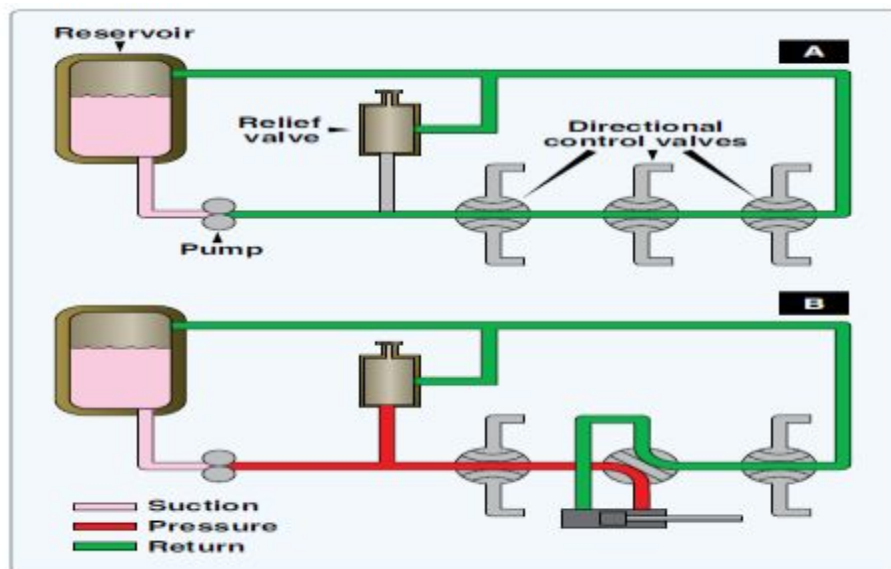 Reservoir
A
Relief
valve
Directional
control valves
Pump
B
Suction
Pressure
Return